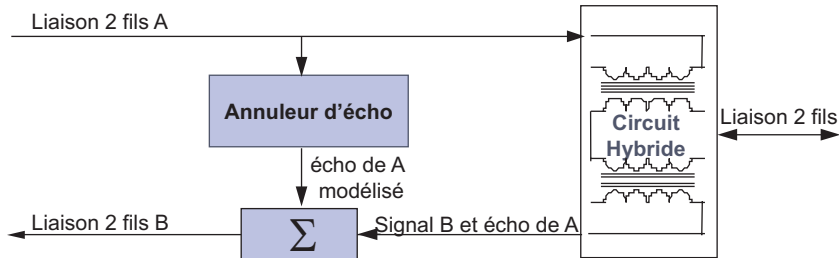 Liaison 2 fils A
Annuleur d'écho
Circuit
Hybride
Liaison 2 fils
écho de A
modélisé
Liaison 2 fils B
Σ
Signal B et écho de A